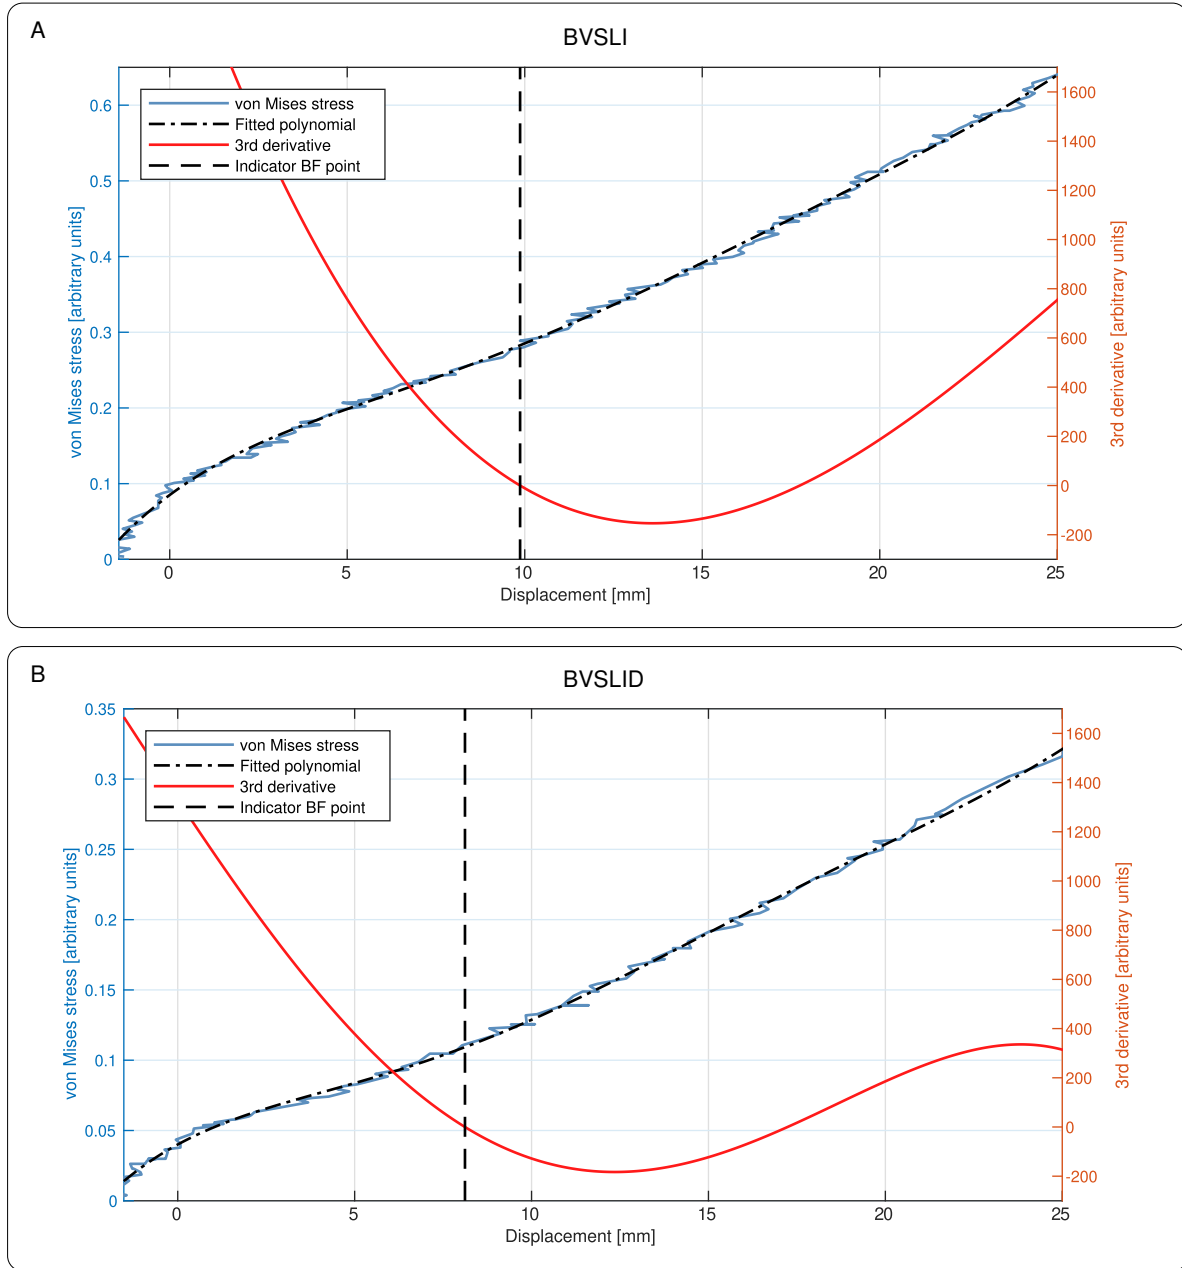 A
BVSLI
von Mises stress
Fitted polynomial
3rd derivative
Indicator BF point
0.6
0.5
0.4
0.3
0.2
0.1
0
von Mises stress [arbitrary units]
1600
1400
1200
1000
800
600
400
200
0
-200
3rd derivative [arbitrary units]
0 5 10 15 20 25
Displacement [mm]
B
BVSLID
von Mises stress
Fitted polynomial
3rd derivative
Indicator BF point
0.35
0.3
0.25
0.2
0.15
0.1
0.05
0
von Mises stress [arbitrary units]
1600
1400
1200
1000
800
600
400
200
0
-200
3rd derivative [arbitrary units]
0 5 10 15 20 25
Displacement [mm]